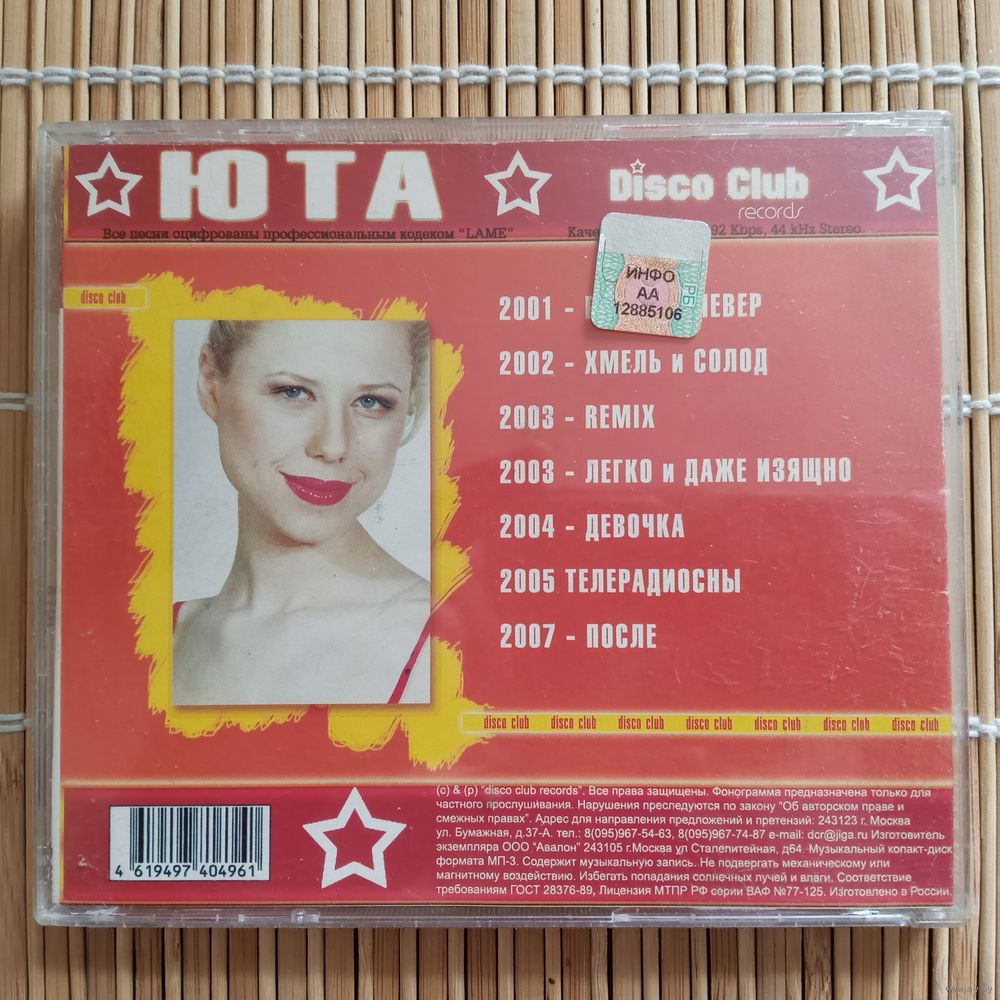 ЮТА
Disco Club
records
Все песни оцифрованы профессиональным кодеком "LAME"
Каче 92 Kbps, 44 kHz Stereo
disco club
ИНФО
АА
12885106
РБ
2001 - ЛЕВЕР
2002 - ХМЕЛЬ и СОЛОД
2003 - REMIX
2003 - ЛЕГКО и ДАЖЕ ИЗЯЩНО
2004 - ДЕВОЧКА
2005 ТЕЛЕРАДИОСНЫ
2007 - ПОСЛЕ
disco club disco club disco club disco club disco club disco club disco club
(c) & (p) "disco club records". Все права защищены. Фонограмма предназначена только для
частного прослушивания. Нарушения преследуются по закону "Об авторском праве и
смежных правах". Адрес для направления предложений и претензий: 243123 г. Москва
ул. Бумажная, д.37-А. тел.: 8(095)967-54-63, 8(095)967-74-87 e-mail: dcr@jiga.ru Изготовитель
экземпляра ООО "Авалон" 243105 г.Москва ул Сталелитейная, д64. Музыкальный копакт-диск
формата МП-3. Содержит музыкальную запись. Не подвергать механическому или
магнитному воздействию. Избегать попадания солнечных лучей и влаги. Соответствие
требованиям ГОСТ 28376-89, Лицензия МТПР РФ серии ВАФ №77-125. Изготовлено в России.
4 619497 404961